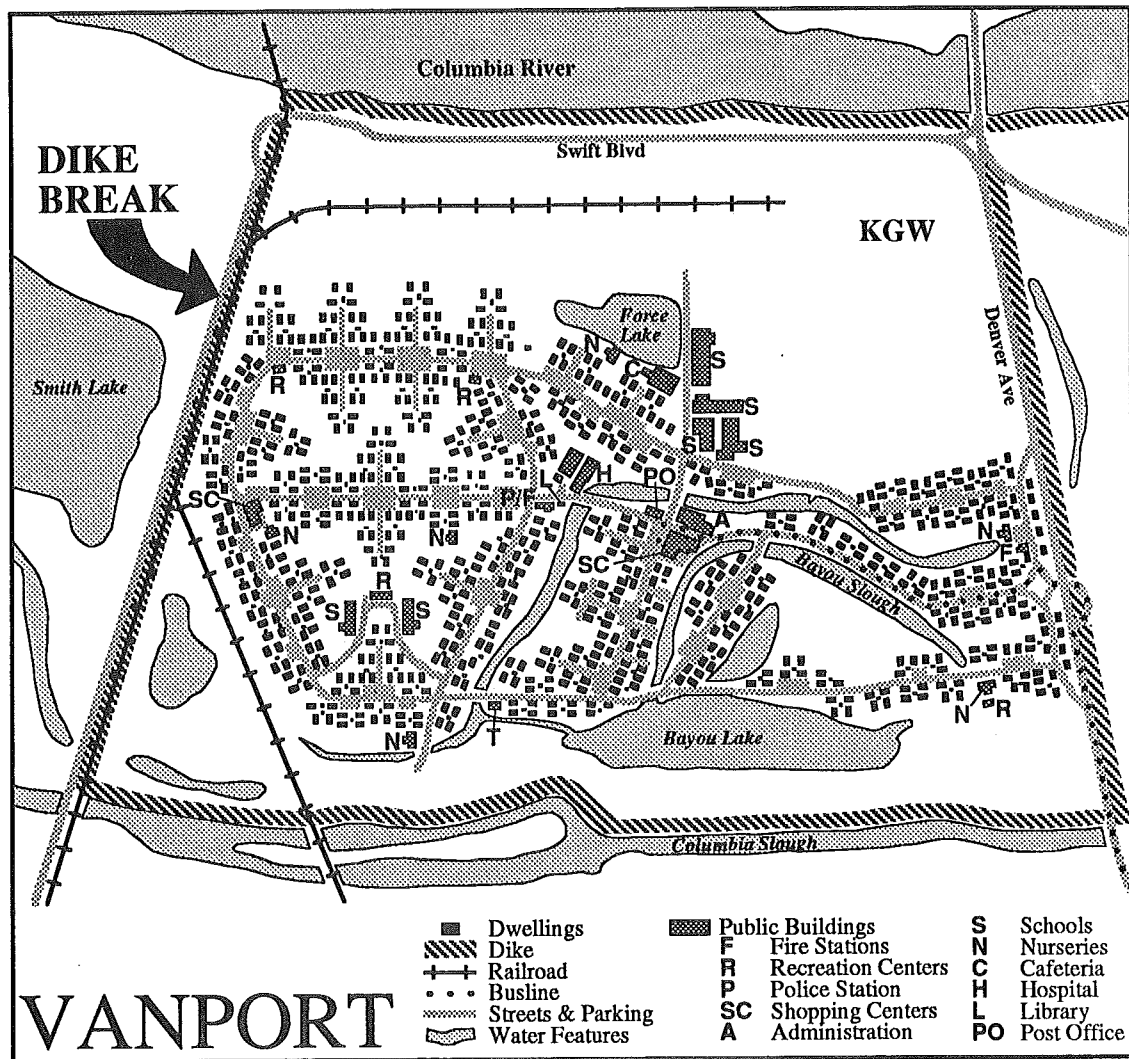 Columbia River
Swift Blvd
DIKE
BREAK
KGW
Denver Ave
Force
Lake
N
C
S
Smith Lake
R
R
S
S
S
H
PO
L
P/F
SC
A
N
N
SC
N
F
Bayou Slough
R
S
S
N
R
N
T
Bayou Lake
Columbia Slough
Dwellings
Dike
Railroad
Busline
Streets & Parking
Water Features
Public Buildings
F Fire Stations
R Recreation Centers
P Police Station
SC Shopping Centers
A Administration
S Schools
N Nurseries
C Cafeteria
H Hospital
L Library
PO Post Office
VANPORT